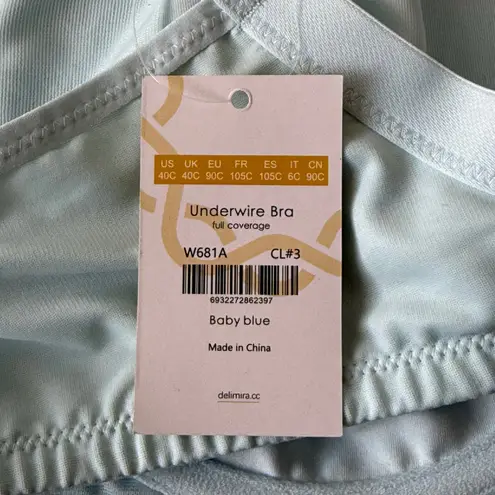 US UK EU FR ES IT CN
40C 40C 90C 105C 105C 6C 90C
Underwire Bra
full coverage
W681A CL#3
6932272862397
Baby blue
Made in China
delimira.cc